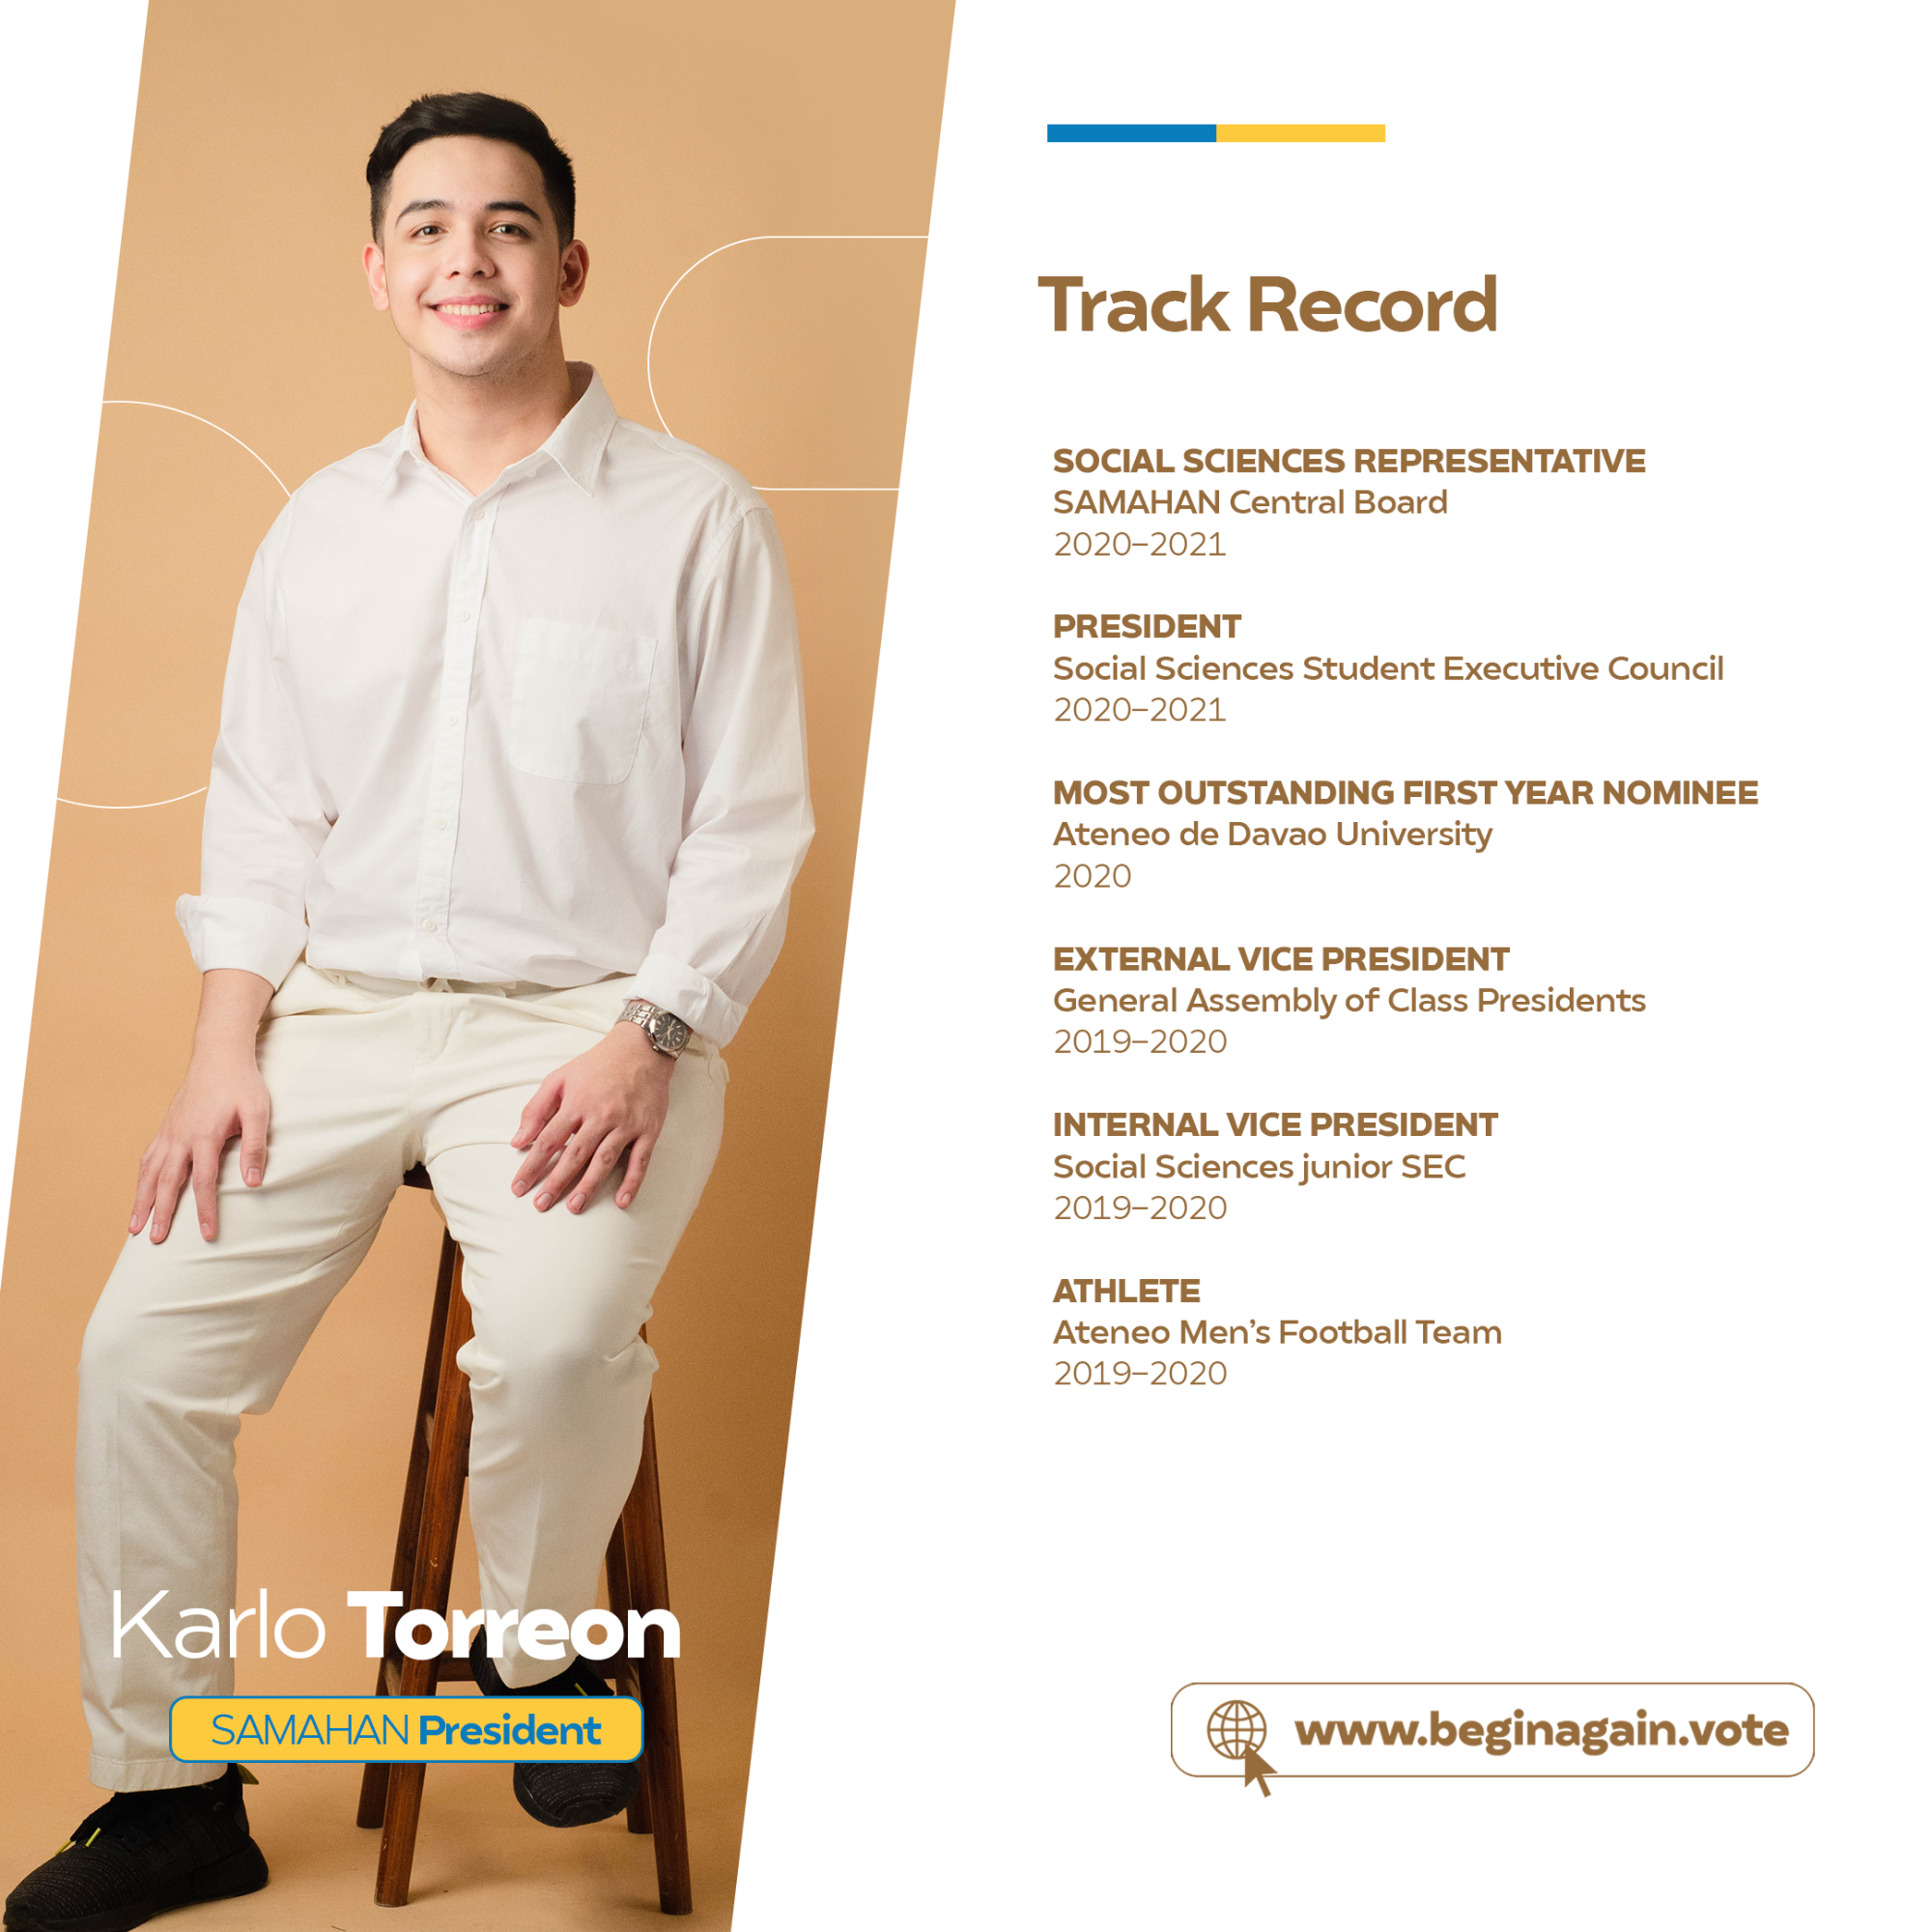 Track Record
SOCIAL SCIENCES REPRESENTATIVE
SAMAHAN Central Board
2020–2021
PRESIDENT
Social Sciences Student Executive Council
2020–2021
MOST OUTSTANDING FIRST YEAR NOMINEE
Ateneo de Davao University
2020
EXTERNAL VICE PRESIDENT
General Assembly of Class Presidents
2019–2020
INTERNAL VICE PRESIDENT
Social Sciences junior SEC
2019–2020
ATHLETE
Ateneo Men’s Football Team
2019–2020
Karlo Torreon
SAMAHAN President
www.beginagain.vote